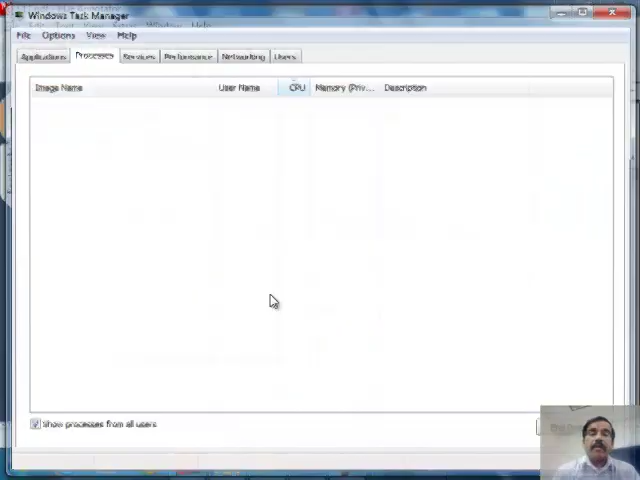 Windows Task Manager
File Options View Help
Applications Processes Services Performance Networking Users
Image Name User Name CPU Memory (Priv... Description
Show processes from all users